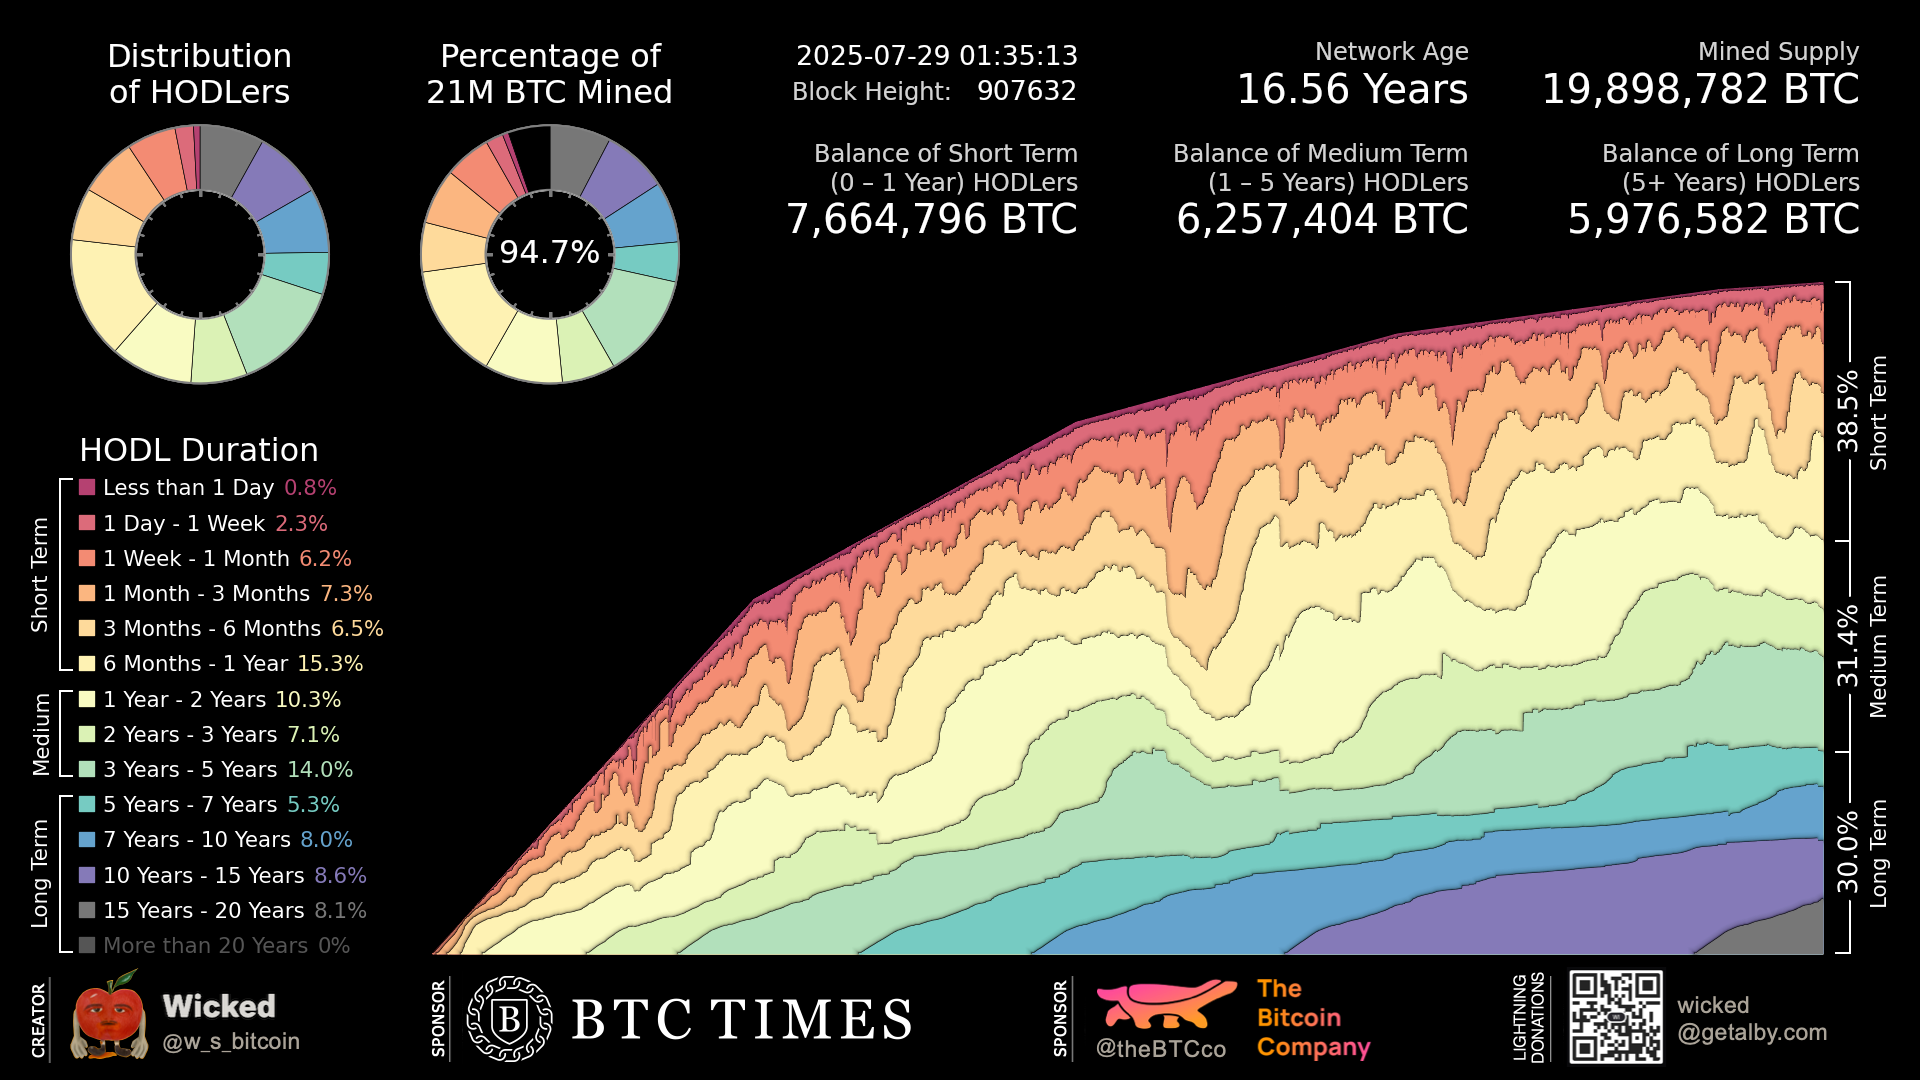 Distribution
of HODLers
Percentage of
21M BTC Mined
94.7%
2025-07-29 01:35:13
Block Height: 907632
Network Age
16.56 Years
Mined Supply
19,898,782 BTC
Balance of Short Term
(0 – 1 Year) HODLers
7,664,796 BTC
Balance of Medium Term
(1 – 5 Years) HODLers
6,257,404 BTC
Balance of Long Term
(5+ Years) HODLers
5,976,582 BTC
HODL Duration
Short Term
Less than 1 Day 0.8%
1 Day - 1 Week 2.3%
1 Week - 1 Month 6.2%
1 Month - 3 Months 7.3%
3 Months - 6 Months 6.5%
6 Months - 1 Year 15.3%
Medium
1 Year - 2 Years 10.3%
2 Years - 3 Years 7.1%
3 Years - 5 Years 14.0%
Long Term
5 Years - 7 Years 5.3%
7 Years - 10 Years 8.0%
10 Years - 15 Years 8.6%
15 Years - 20 Years 8.1%
More than 20 Years 0%
38.5%
Short Term
31.4%
Medium Term
30.0%
Long Term
CREATOR
Wicked
@w_s_bitcoin
SPONSOR
B
BTC TIMES
SPONSOR
@theBTCco
The
Bitcoin
Company
LIGHTNING
DONATIONS
wicked
@getalby.com